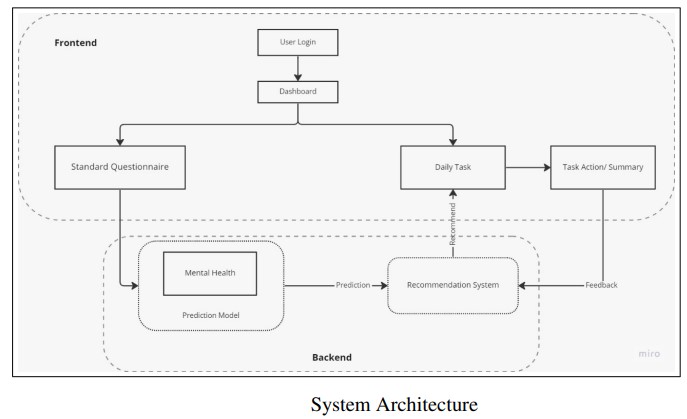 Frontend
User Login
Dashboard
Standard Questionnaire
Daily Task
Task Action/ Summary
Recommend
Mental Health
Prediction
Recommendation System
Feedback
Prediction Model
Backend
miro
System Architecture